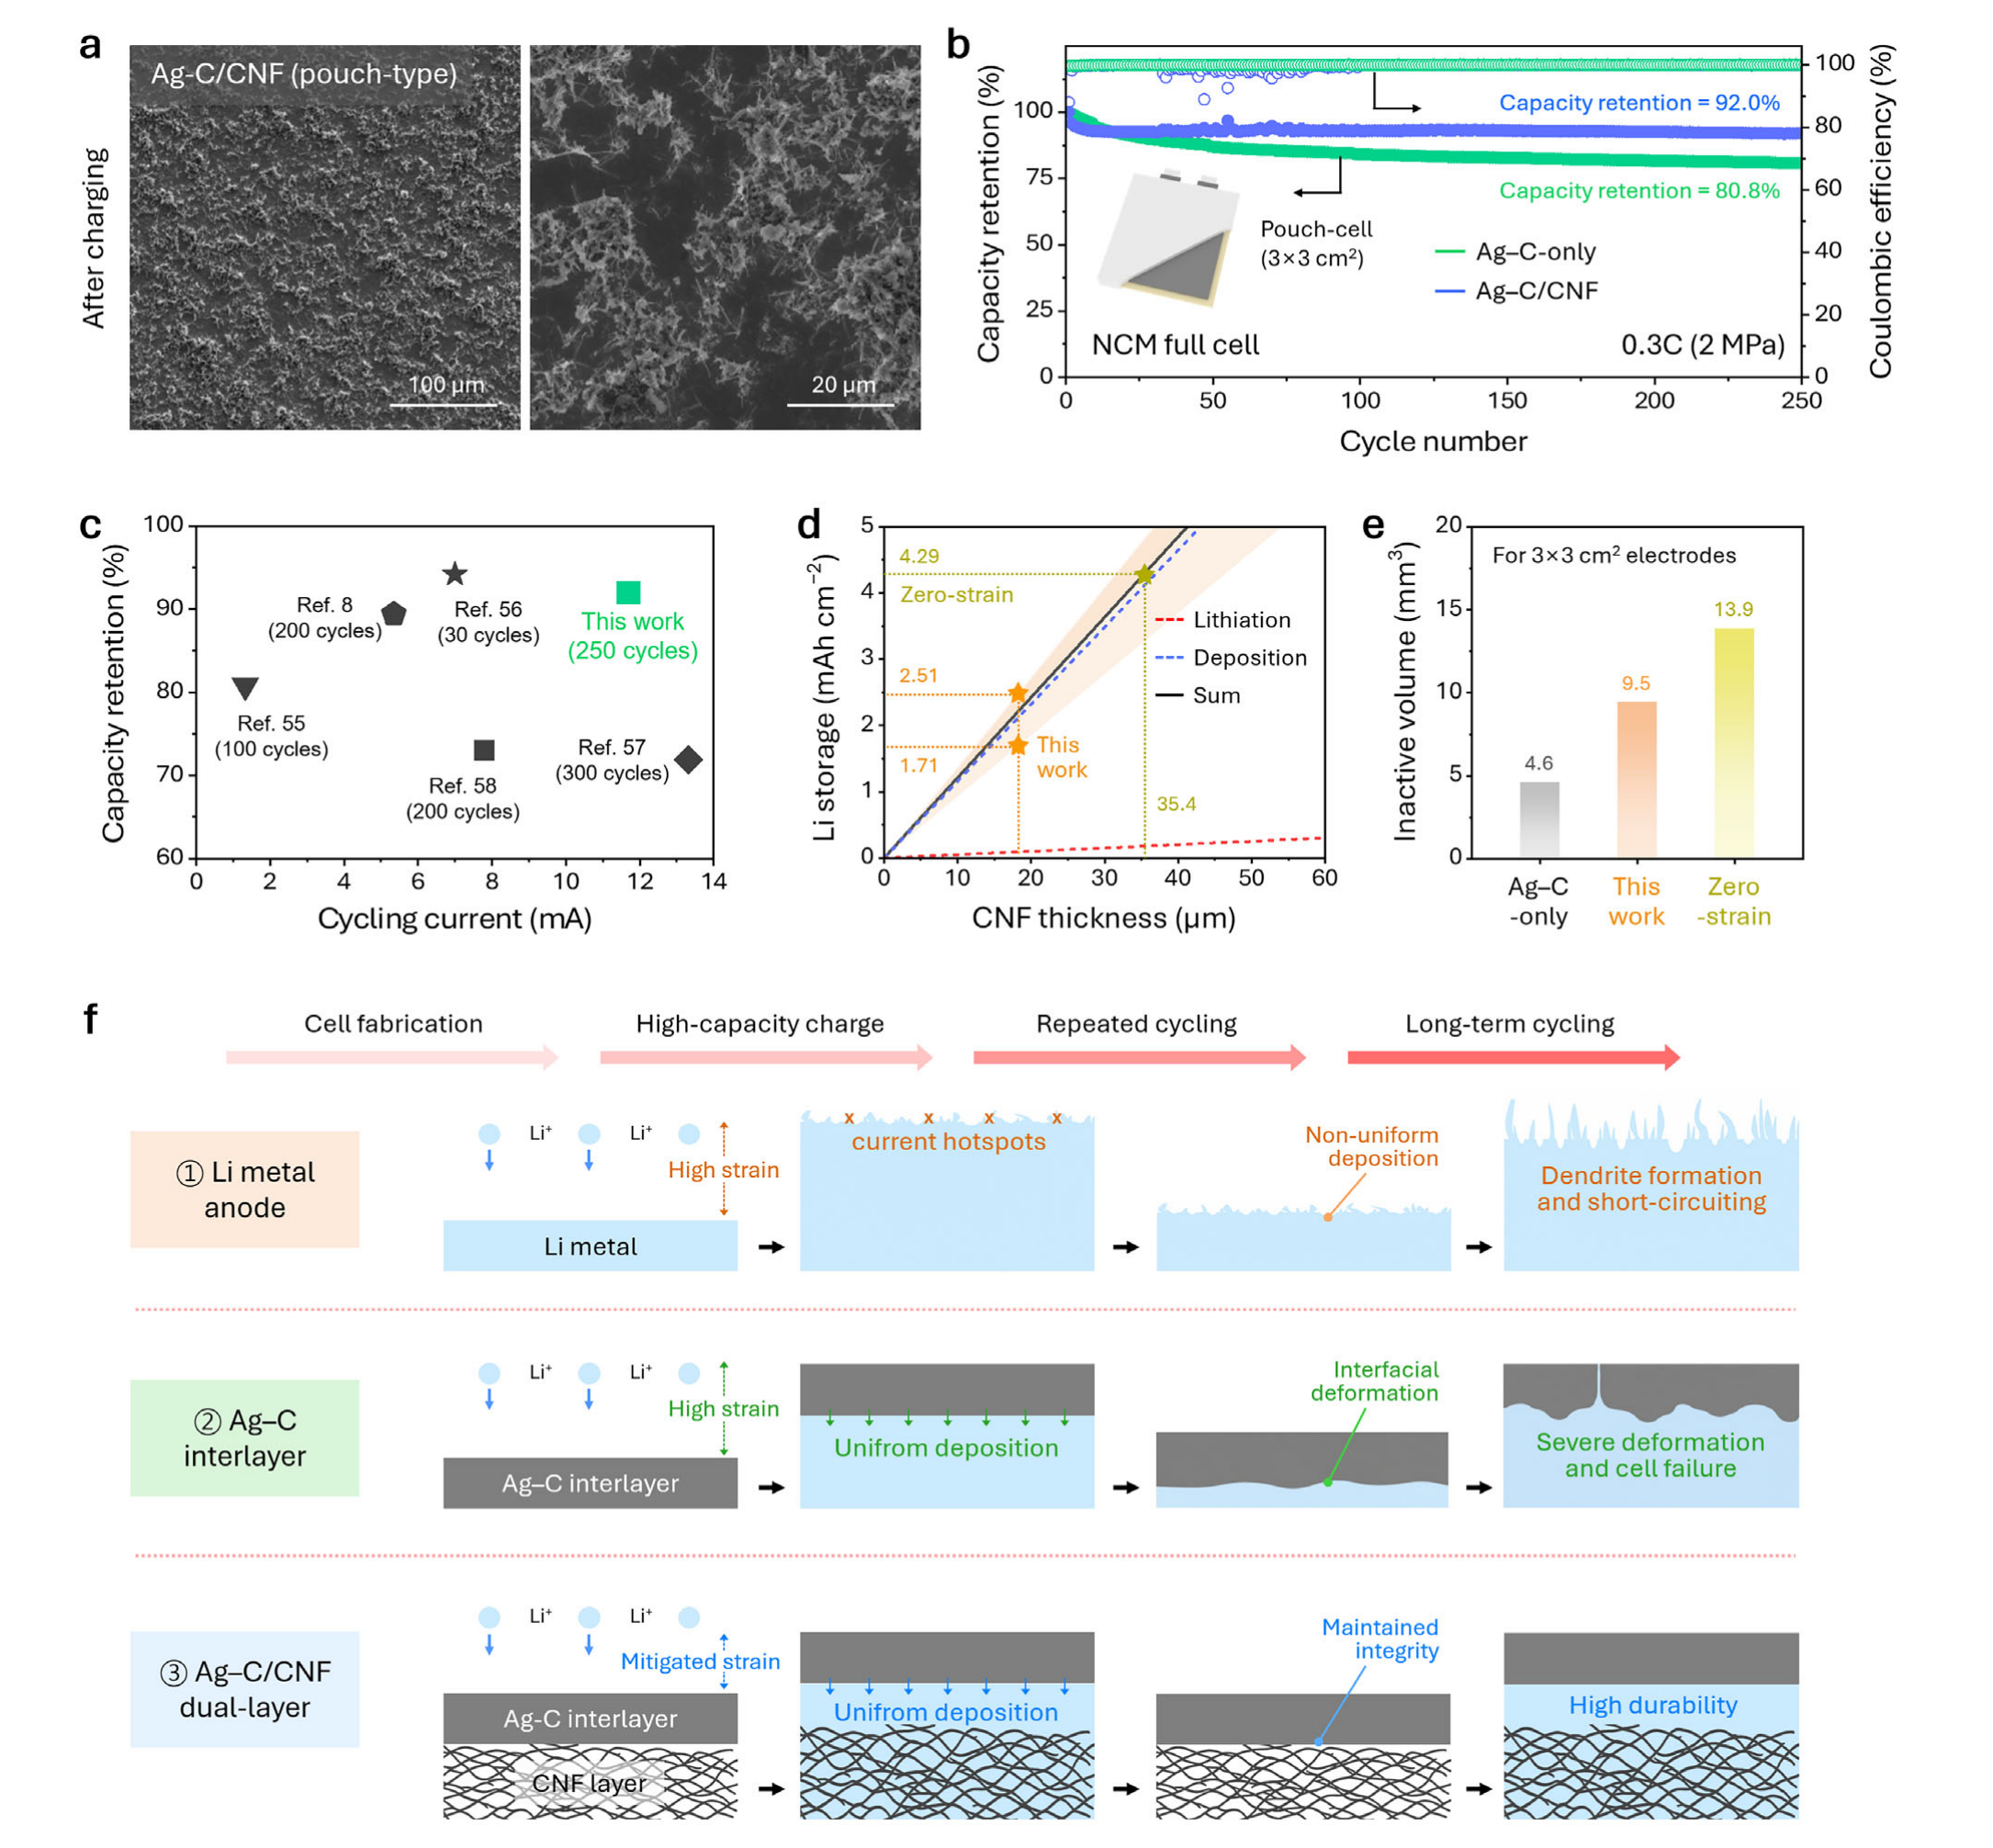 a
Ag-C/CNF (pouch-type)
After charging
100 µm
20 µm
b
Capacity retention (%)
100
75
50
25
0
Capacity retention = 92.0%
Capacity retention = 80.8%
Pouch-cell
(3×3 cm²)
Ag–C-only
Ag–C/CNF
NCM full cell
0.3C (2 MPa)
100
80
60
40
20
0
Coulombic efficiency (%)
0 50 100 150 200 250
Cycle number
c
Capacity retention (%)
100
90
80
70
60
Ref. 8
(200 cycles)
Ref. 56
(30 cycles)
This work
(250 cycles)
Ref. 55
(100 cycles)
Ref. 58
(200 cycles)
Ref. 57
(300 cycles)
0 2 4 6 8 10 12 14
Cycling current (mA)
d
Li storage (mAh cm⁻²)
5
4
3
2
1
0
4.29
Zero-strain
2.51
1.71
This
work
35.4
Lithiation
Deposition
Sum
0 10 20 30 40 50 60
CNF thickness (µm)
e
Inactive volume (mm³)
20
15
10
5
0
For 3×3 cm² electrodes
4.6
9.5
13.9
Ag–C
-only
This
work
Zero
-strain
f
Cell fabrication
High-capacity charge
Repeated cycling
Long-term cycling
① Li metal
anode
Li⁺ Li⁺
High strain
Li metal
x x x x
current hotspots
Non-uniform
deposition
Dendrite formation
and short-circuiting
② Ag–C
interlayer
Li⁺ Li⁺
High strain
Ag–C interlayer
Unifrom deposition
Interfacial
deformation
Severe deformation
and cell failure
③ Ag–C/CNF
dual-layer
Li⁺ Li⁺
Mitigated strain
Ag-C interlayer
CNF layer
Unifrom deposition
Maintained
integrity
High durability